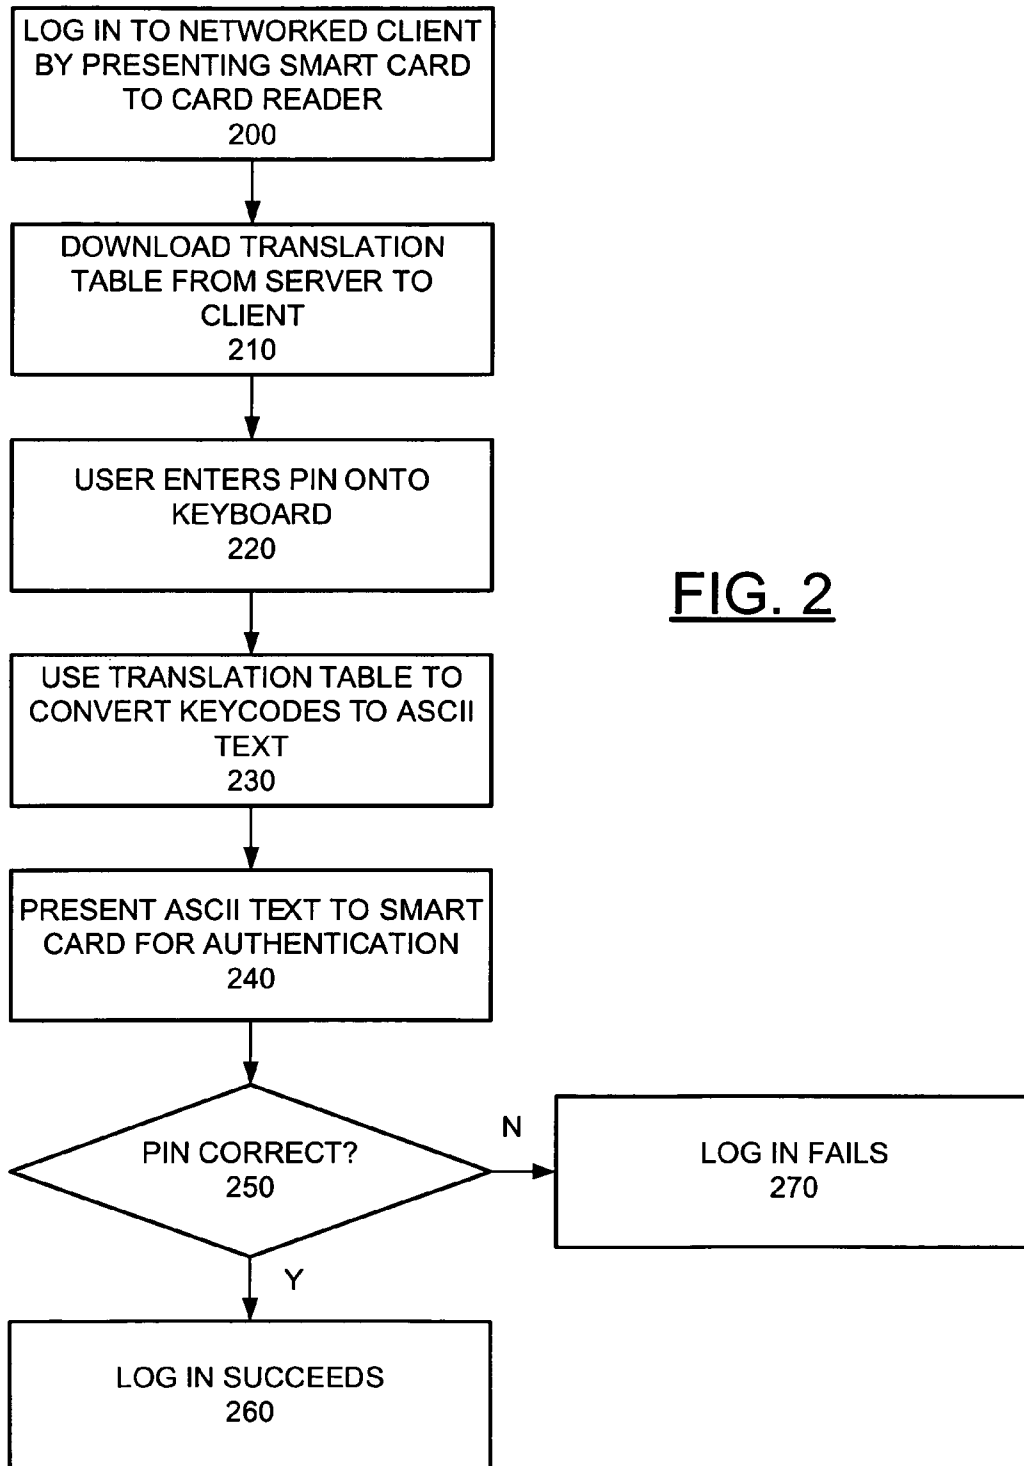 LOG IN TO NETWORKED CLIENT
BY PRESENTING SMART CARD
TO CARD READER
200
DOWNLOAD TRANSLATION
TABLE FROM SERVER TO
CLIENT
210
USER ENTERS PIN ONTO
KEYBOARD
220
FIG. 2
USE TRANSLATION TABLE TO
CONVERT KEYCODES TO ASCII
TEXT
230
PRESENT ASCII TEXT TO SMART
CARD FOR AUTHENTICATION
240
PIN CORRECT?
250
N
LOG IN FAILS
270
Y
LOG IN SUCCEEDS
260